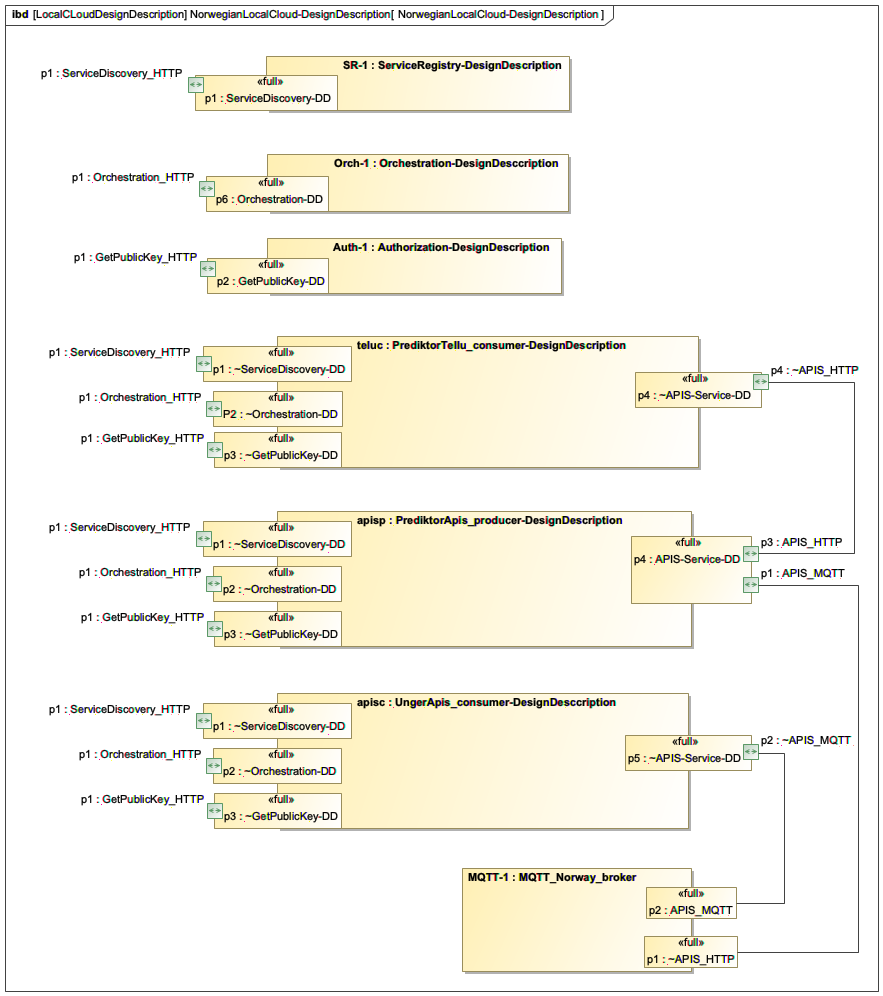 ibd [LocalCLoudDesignDescription] NorwegianLocalCloud-DesignDescription[ NorwegianLocalCloud-DesignDescription ]
SR-1 : ServiceRegistry-DesignDescription
p1 : ServiceDiscovery_HTTP
«full»
p1 : ServiceDiscovery-DD
Orch-1 : Orchestration-DesignDesccription
p1 : Orchestration_HTTP
«full»
p6 : Orchestration-DD
Auth-1 : Authorization-DesignDescription
p1 : GetPublicKey_HTTP
«full»
p2 : GetPublicKey-DD
teluc : PrediktorTellu_consumer-DesignDescription
p1 : ServiceDiscovery_HTTP
«full»
p1 : ~ServiceDiscovery-DD
p1 : Orchestration_HTTP
«full»
P2 : ~Orchestration-DD
p1 : GetPublicKey_HTTP
«full»
p3 : ~GetPublicKey-DD
«full»
p4 : ~APIS-Service-DD
p4 : ~APIS_HTTP
apisp : PrediktorApis_producer-DesignDescription
p1 : ServiceDiscovery_HTTP
«full»
p1 : ~ServiceDiscovery-DD
p1 : Orchestration_HTTP
«full»
p2 : ~Orchestration-DD
p1 : GetPublicKey_HTTP
«full»
p3 : ~GetPublicKey-DD
«full»
p4 : APIS-Service-DD
p3 : APIS_HTTP
p1 : APIS_MQTT
apisc : UngerApis_consumer-DesignDesccription
p1 : ServiceDiscovery_HTTP
«full»
p1 : ~ServiceDiscovery-DD
p1 : Orchestration_HTTP
«full»
p2 : ~Orchestration-DD
p1 : GetPublicKey_HTTP
«full»
p3 : ~GetPublicKey-DD
«full»
p5 : ~APIS-Service-DD
p2 : ~APIS_MQTT
MQTT-1 : MQTT_Norway_broker
«full»
p2 : APIS_MQTT
«full»
p1 : ~APIS_HTTP